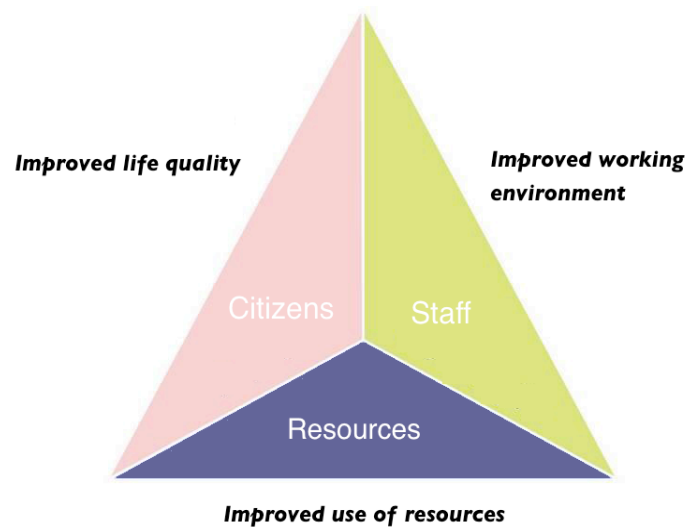 Improved life quality
Improved working
environment
Citizens
Staff
Resources
Improved use of resources